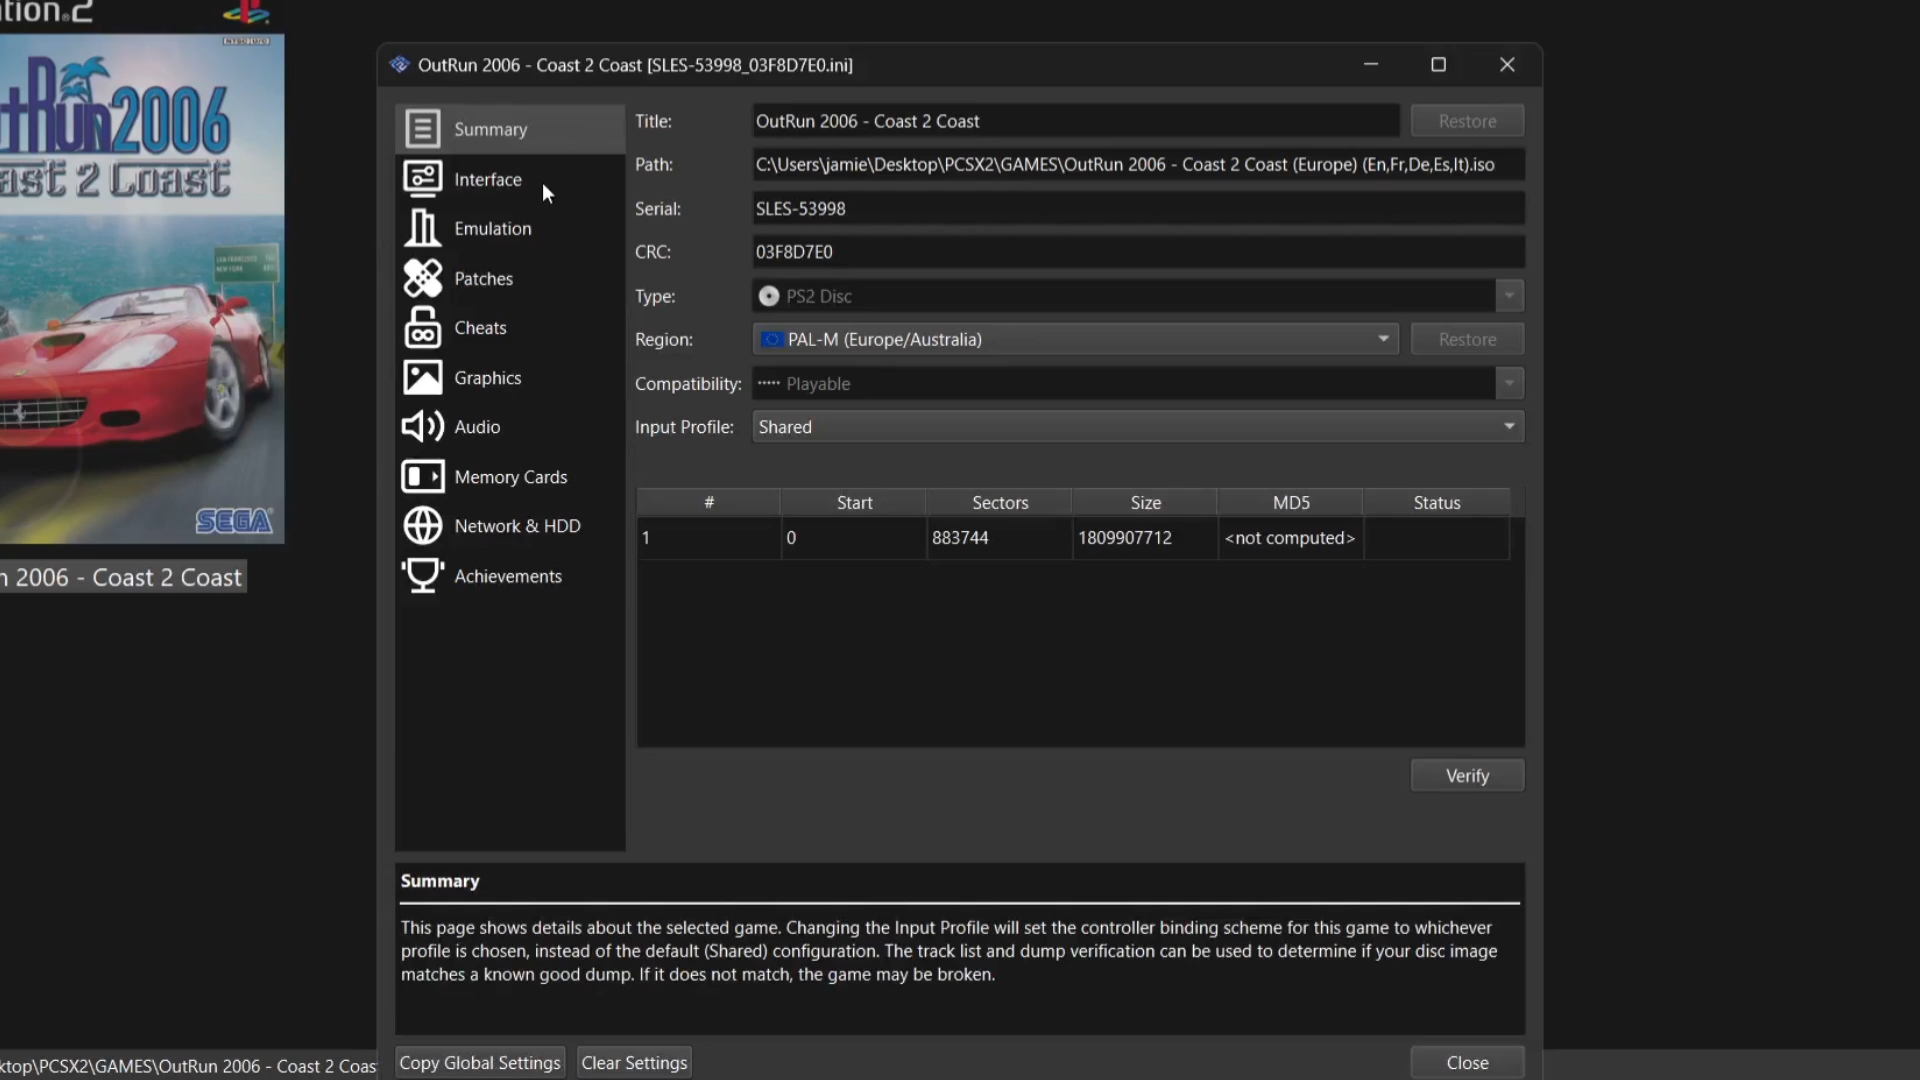 tion.2
tRun2006
ast 2 Coast
SEGA
n 2006 - Coast 2 Coast
OutRun 2006 - Coast 2 Coast [SLES-53998_03F8D7E0.ini]
Summary
Interface
Emulation
Patches
Cheats
Graphics
Audio
Memory Cards
Network & HDD
Achievements
Title: OutRun 2006 - Coast 2 Coast Restore
Path: C:\Users\jamie\Desktop\PCSX2\GAMES\OutRun 2006 - Coast 2 Coast (Europe) (En,Fr,De,Es,It).iso
Serial: SLES-53998
CRC: 03F8D7E0
Type: PS2 Disc
Region: PAL-M (Europe/Australia) Restore
Compatibility: Playable
Input Profile: Shared
# Start Sectors Size MD5 Status
1 0 883744 1809907712 <not computed>
Verify
Summary
This page shows details about the selected game. Changing the Input Profile will set the controller binding scheme for this game to whichever
profile is chosen, instead of the default (Shared) configuration. The track list and dump verification can be used to determine if your disc image
matches a known good dump. If it does not match, the game may be broken.
Copy Global Settings Clear Settings Close
ktop\PCSX2\GAMES\OutRun 2006 - Coast 2 Coas